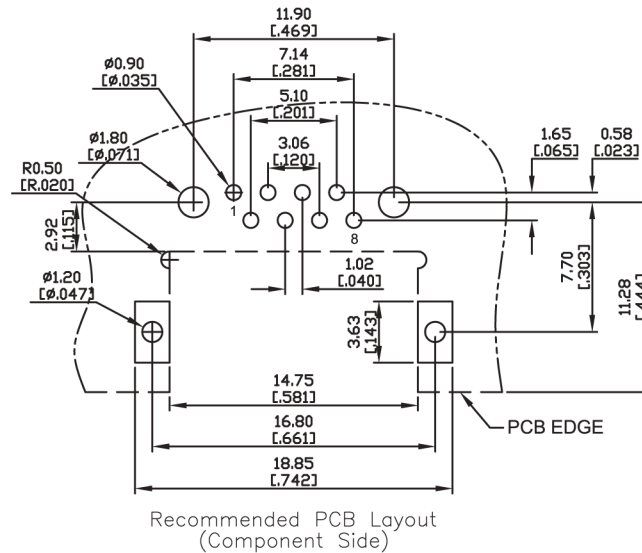 11.90
[.469]
7.14
[.281]
Ø0.90
[Ø.035]
5.10
[.201]
3.06
[.120]
1.65
[.065]
0.58
[.023]
Ø1.80
[Ø.071]
R0.50
[R.020]
1
8
2.92
[.115]
1.02
[.040]
7.70
[.303]
11.28
[.444]
Ø1.20
[Ø.047]
3.63
[.143]
14.75
[.581]
16.80
[.661]
PCB EDGE
18.85
[.742]
Recommended PCB Layout
(Component Side)